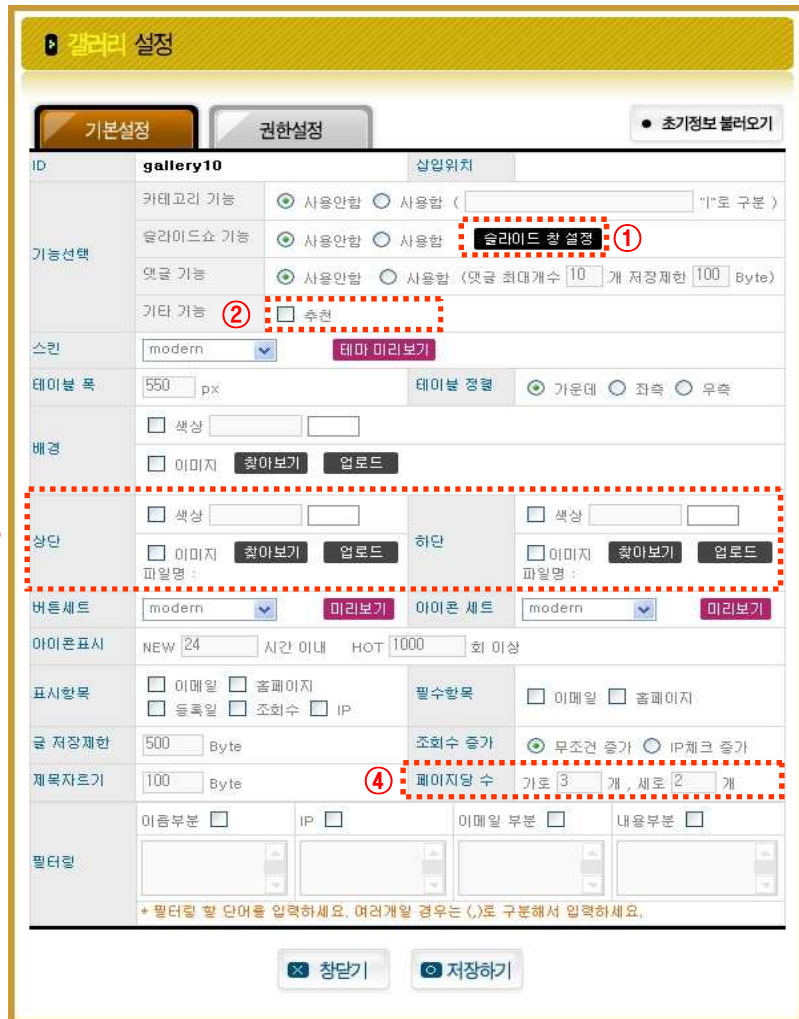 갤러리 설정
기본설정 권한설정 초기정보 불러오기
ID gallery10 삽입위치
기능선택
카테고리 기능 사용안함 사용함 ( "|"로 구분 )
슬라이드쇼 기능 사용안함 사용함 슬라이드 창 설정 ①
댓글 기능 사용안함 사용함 (댓글 최대개수 10 개 저장제한 100 Byte)
기타 기능 ② 추천
스킨 modern 테마 미리보기
테이블 폭 550 px 테이블 정렬 가운데 좌측 우측
배경
색상
이미지 찾아보기 업로드
상단
색상
이미지 찾아보기 업로드
파일명 :
하단
색상
이미지 찾아보기 업로드
파일명 :
버튼세트 modern 미리보기 아이콘 세트 modern 미리보기
아이콘표시 NEW 24 시간 이내 HOT 1000 회 이상
표시항목
이메일 홈페이지
등록일 조회수 IP
필수항목 이메일 홈페이지
글 저장제한 500 Byte 조회수 증가 무조건 증가 IP체크 증가
제목자르기 100 Byte ④ 페이지당 수 가로 3 개 , 세로 2 개
필터링
이름부분 IP 이메일 부분 내용부분
* 필터링 할 단어를 입력하세요. 여러개일 경우는 (,)로 구분해서 입력하세요.
창닫기 저장하기